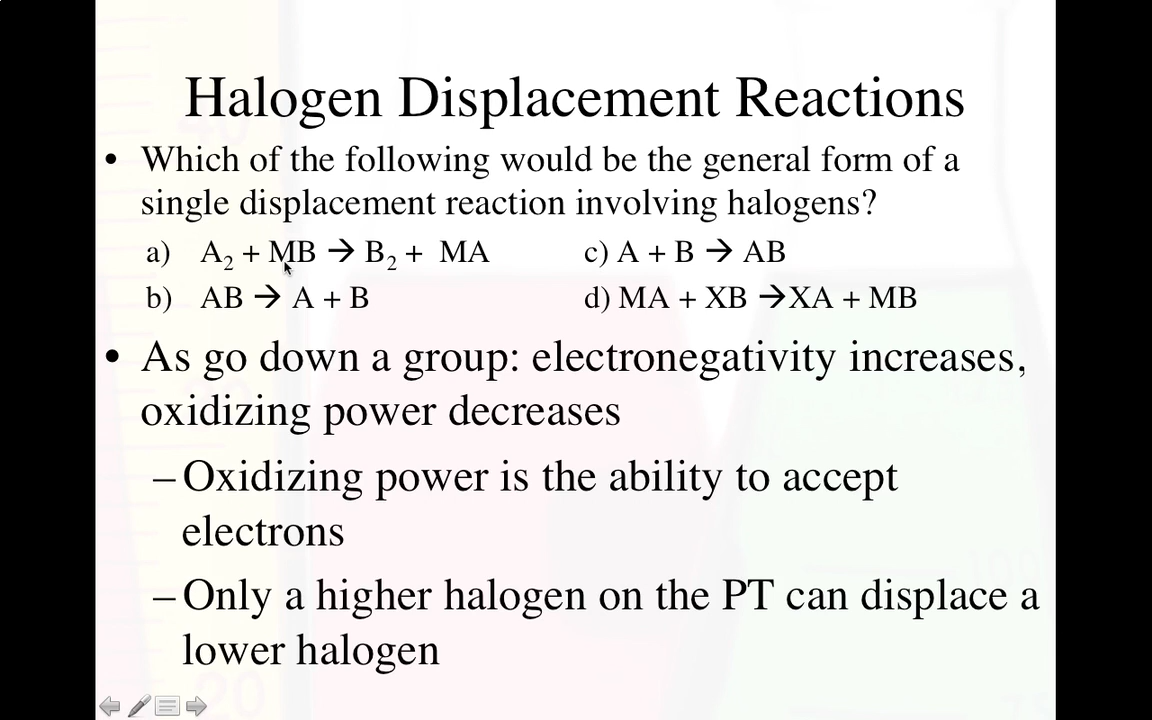 Halogen Displacement Reactions
• Which of the following would be the general form of a
single displacement reaction involving halogens?
a) A₂ + MB → B₂ + MA c) A + B → AB
b) AB → A + B d) MA + XB →XA + MB
• As go down a group: electronegativity increases,
oxidizing power decreases
–Oxidizing power is the ability to accept
electrons
–Only a higher halogen on the PT can displace a
lower halogen